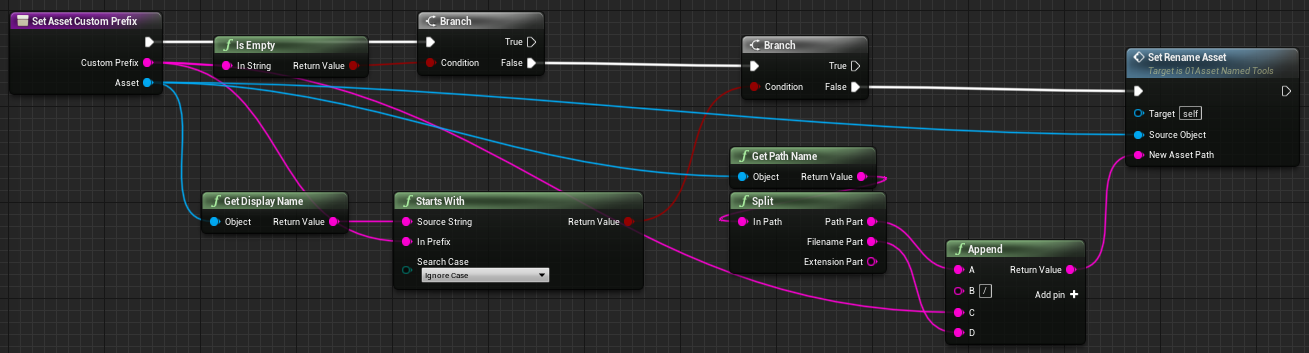 Set Asset Custom Prefix
Custom Prefix
Asset
Is Empty
In String
Return Value
Branch
True
Condition
False
Branch
True
Condition
False
Set Rename Asset
Target is 01Asset Named Tools
Target
self
Source Object
New Asset Path
Get Display Name
Object
Return Value
Starts With
Source String
Return Value
In Prefix
Search Case
Ignore Case
Get Path Name
Object
Return Value
Split
In Path
Path Part
Filename Part
Extension Part
Append
A
Return Value
B
/
Add pin +
C
D